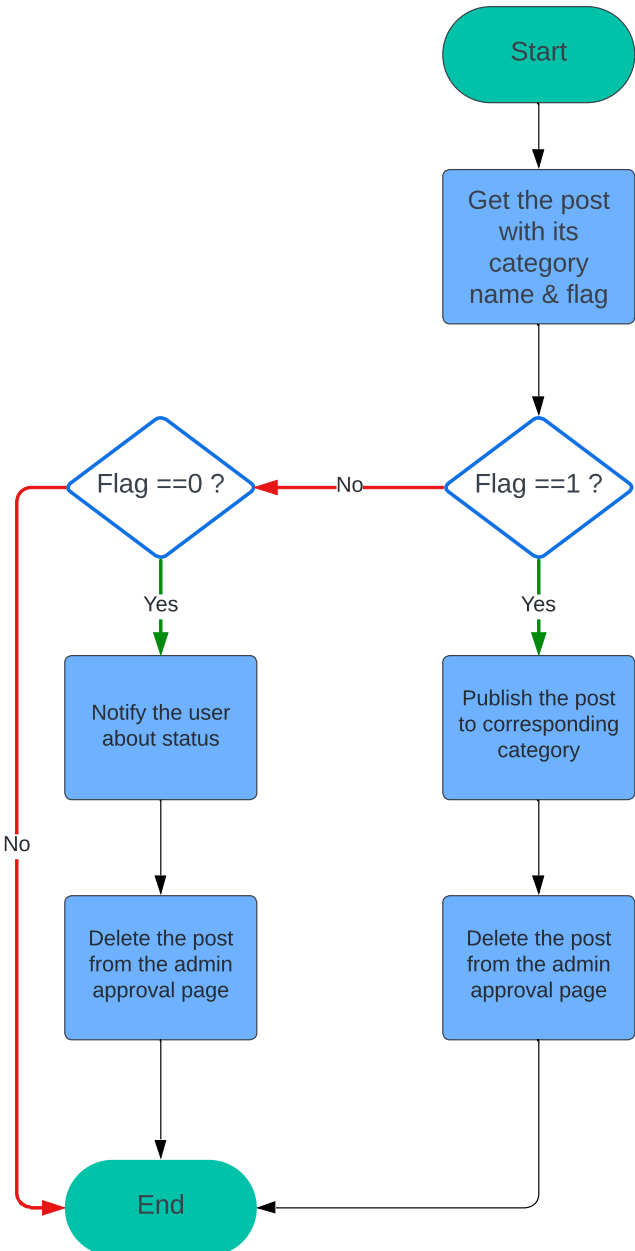 Start
Get the post
with its
category
name & flag
Flag ==1 ?
No
Flag ==0 ?
Yes
Yes
Notify the user
about status
Publish the post
to corresponding
category
No
Delete the post
from the admin
approval page
Delete the post
from the admin
approval page
End